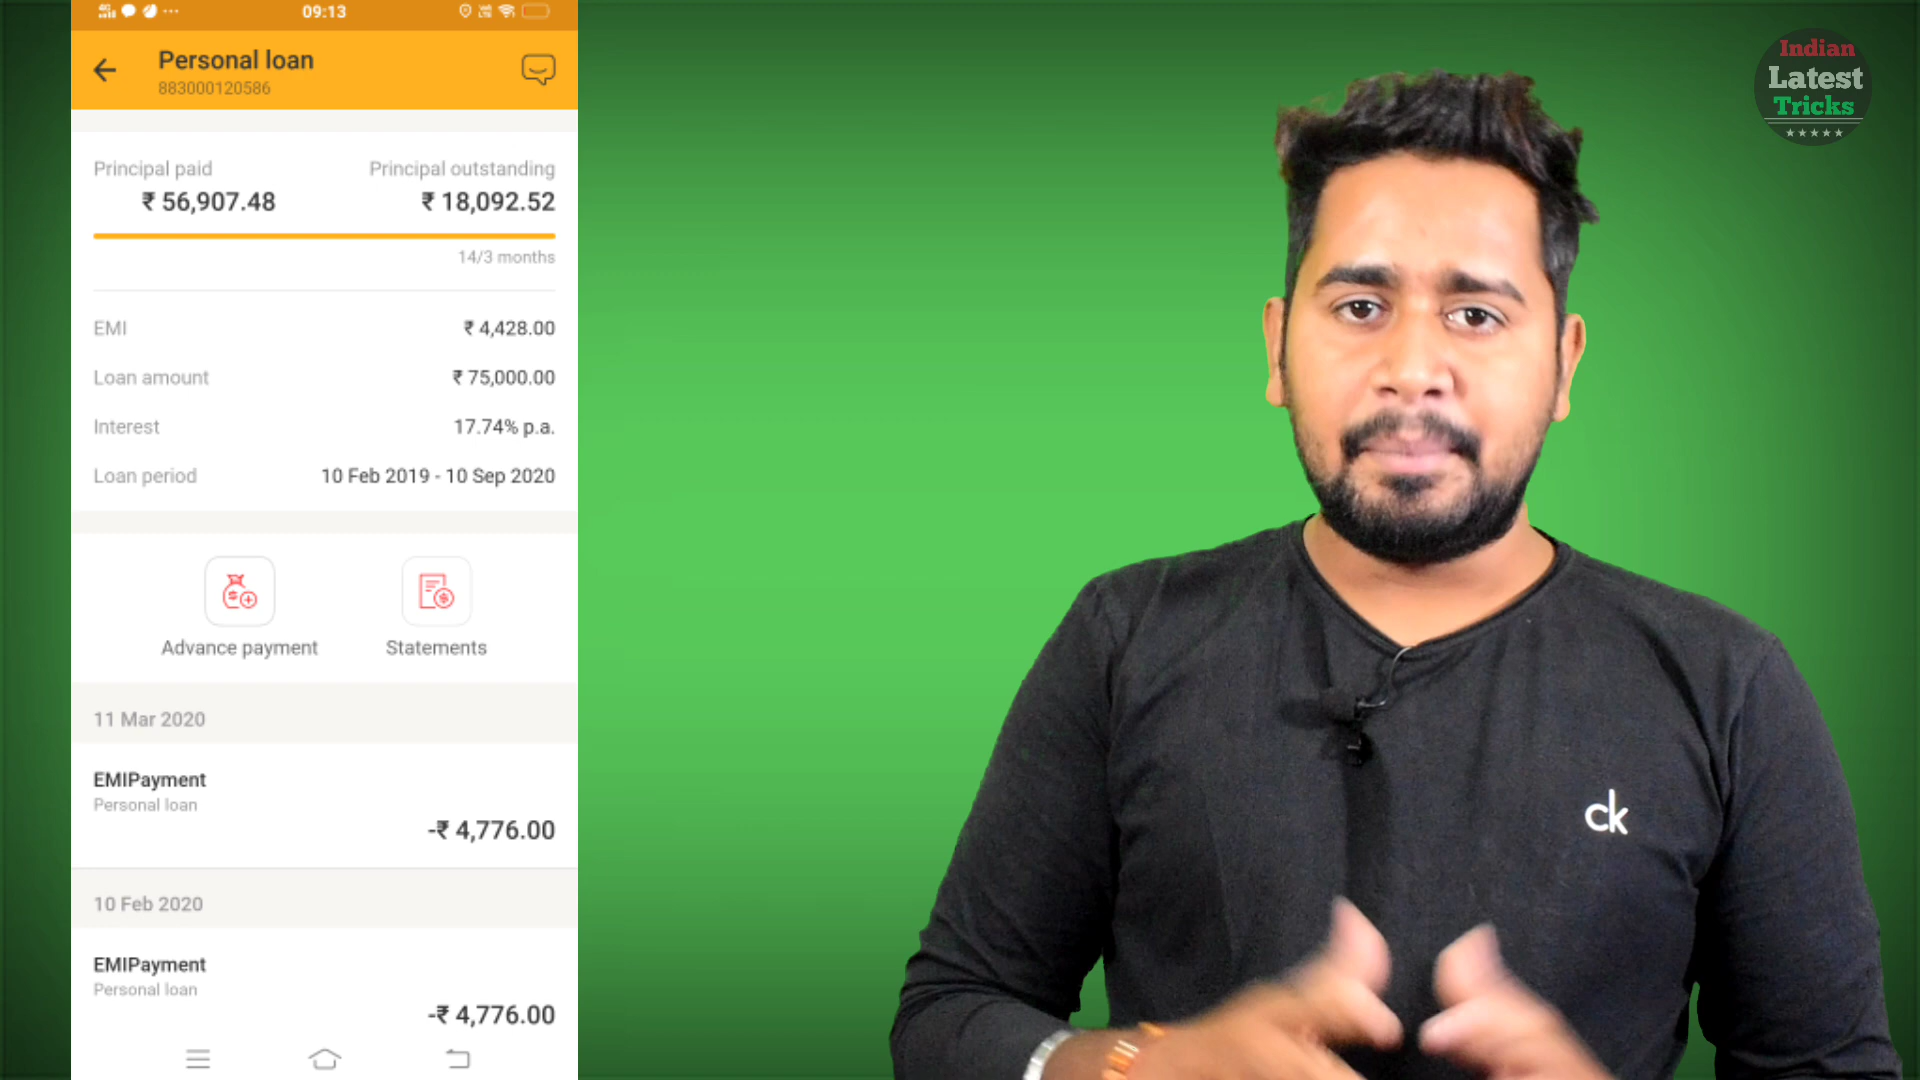 09:13
Personal loan
883000120586
Principal paid
Principal outstanding
₹ 56,907.48
₹ 18,092.52
14/3 months
EMI
₹ 4,428.00
Loan amount
₹ 75,000.00
Interest
17.74% p.a.
Loan period
10 Feb 2019 - 10 Sep 2020
Advance payment
Statements
11 Mar 2020
EMIPayment
Personal loan
-₹ 4,776.00
10 Feb 2020
EMIPayment
Personal loan
-₹ 4,776.00
Indian
Latest
Tricks
ck